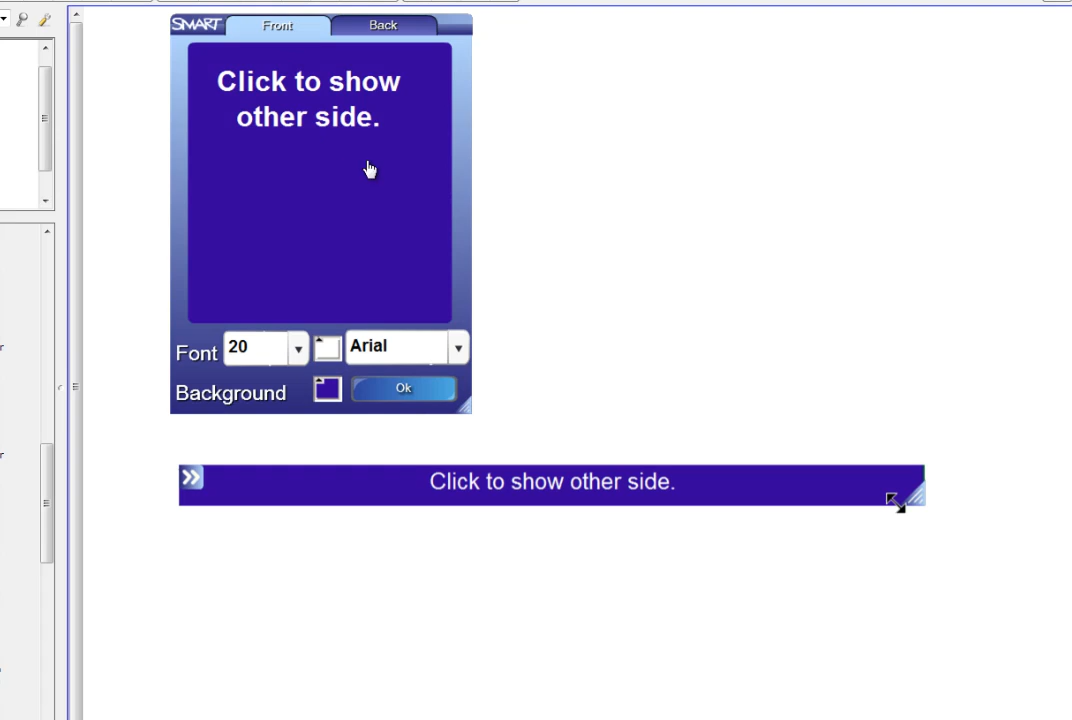 SMART Front Back
Click to show
other side.
Font 20 Arial
Background Ok
Click to show other side.